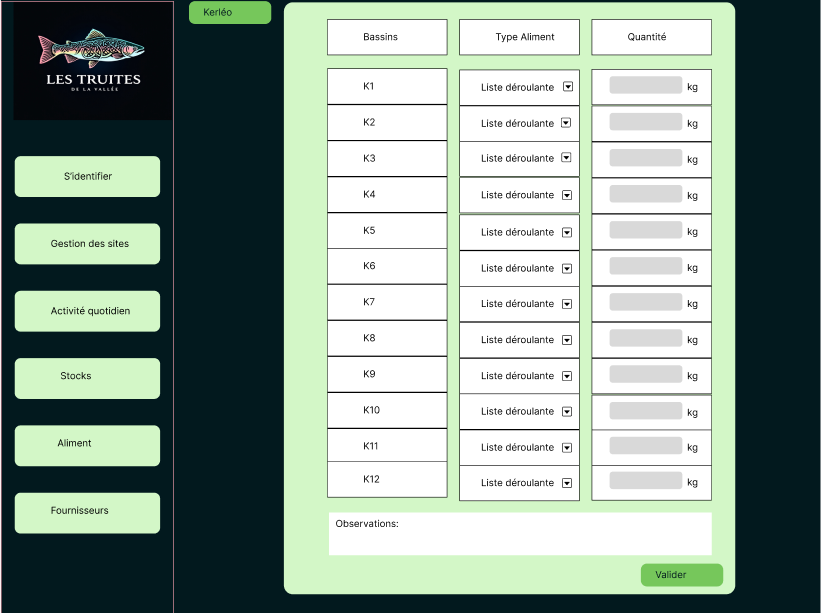 LES TRUITES
DE LA VALLÉE
S'identifier
Gestion des sites
Activité quotidien
Stocks
Aliment
Fournisseurs
Kerléo
Bassins Type Aliment Quantité
K1 Liste déroulante kg
K2 Liste déroulante kg
K3 Liste déroulante kg
K4 Liste déroulante kg
K5 Liste déroulante kg
K6 Liste déroulante kg
K7 Liste déroulante kg
K8 Liste déroulante kg
K9 Liste déroulante kg
K10 Liste déroulante kg
K11 Liste déroulante kg
K12 Liste déroulante kg
Observations:
Valider